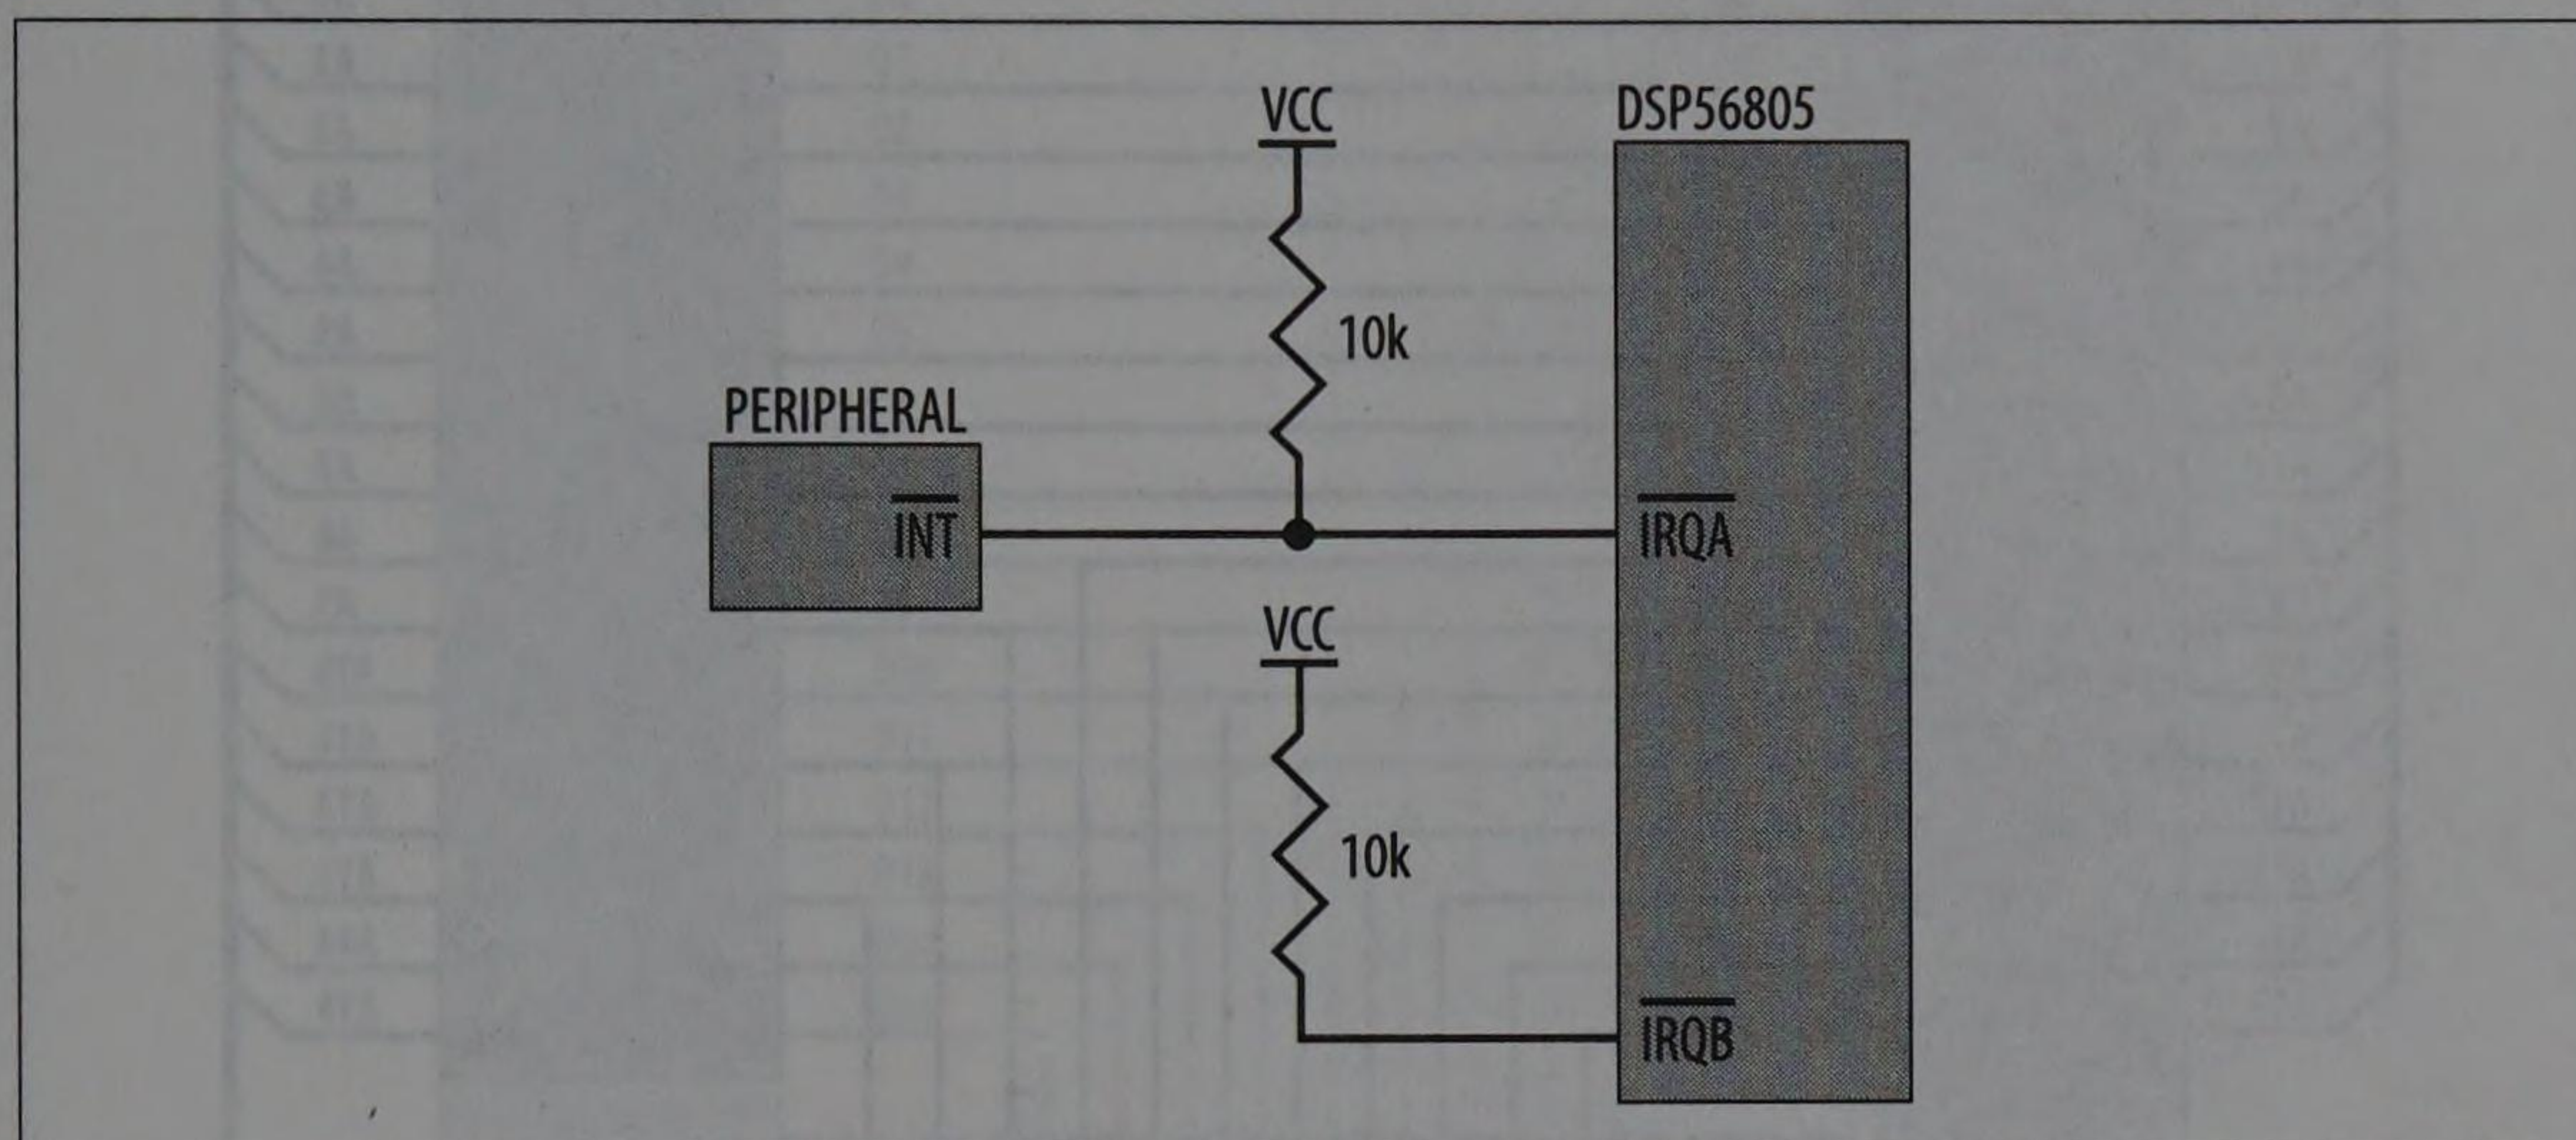 VCC
DSP56805
10k
PERIPHERAL
INT
IRQA
VCC
10k
IRQB